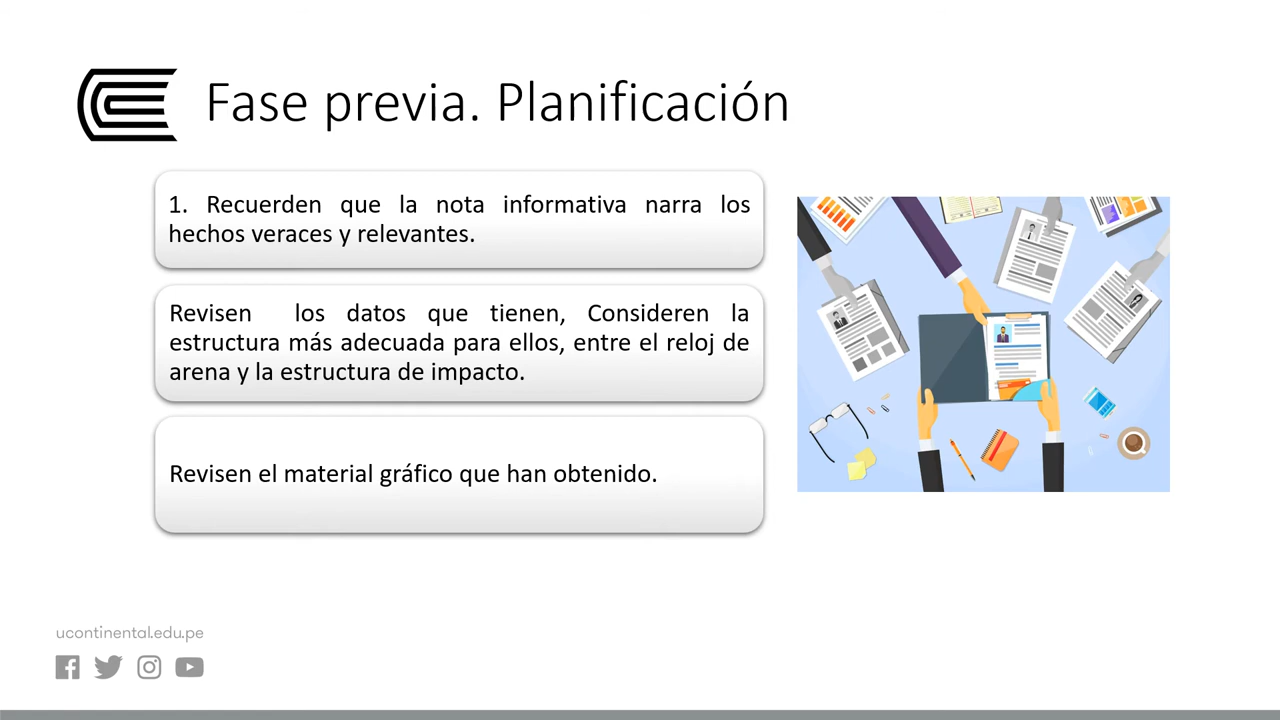 Fase previa. Planificación
1. Recuerden que la nota informativa narra los
hechos veraces y relevantes.
Revisen los datos que tienen, Consideren la
estructura más adecuada para ellos, entre el reloj de
arena y la estructura de impacto.
Revisen el material gráfico que han obtenido.
ucontinental.edu.pe